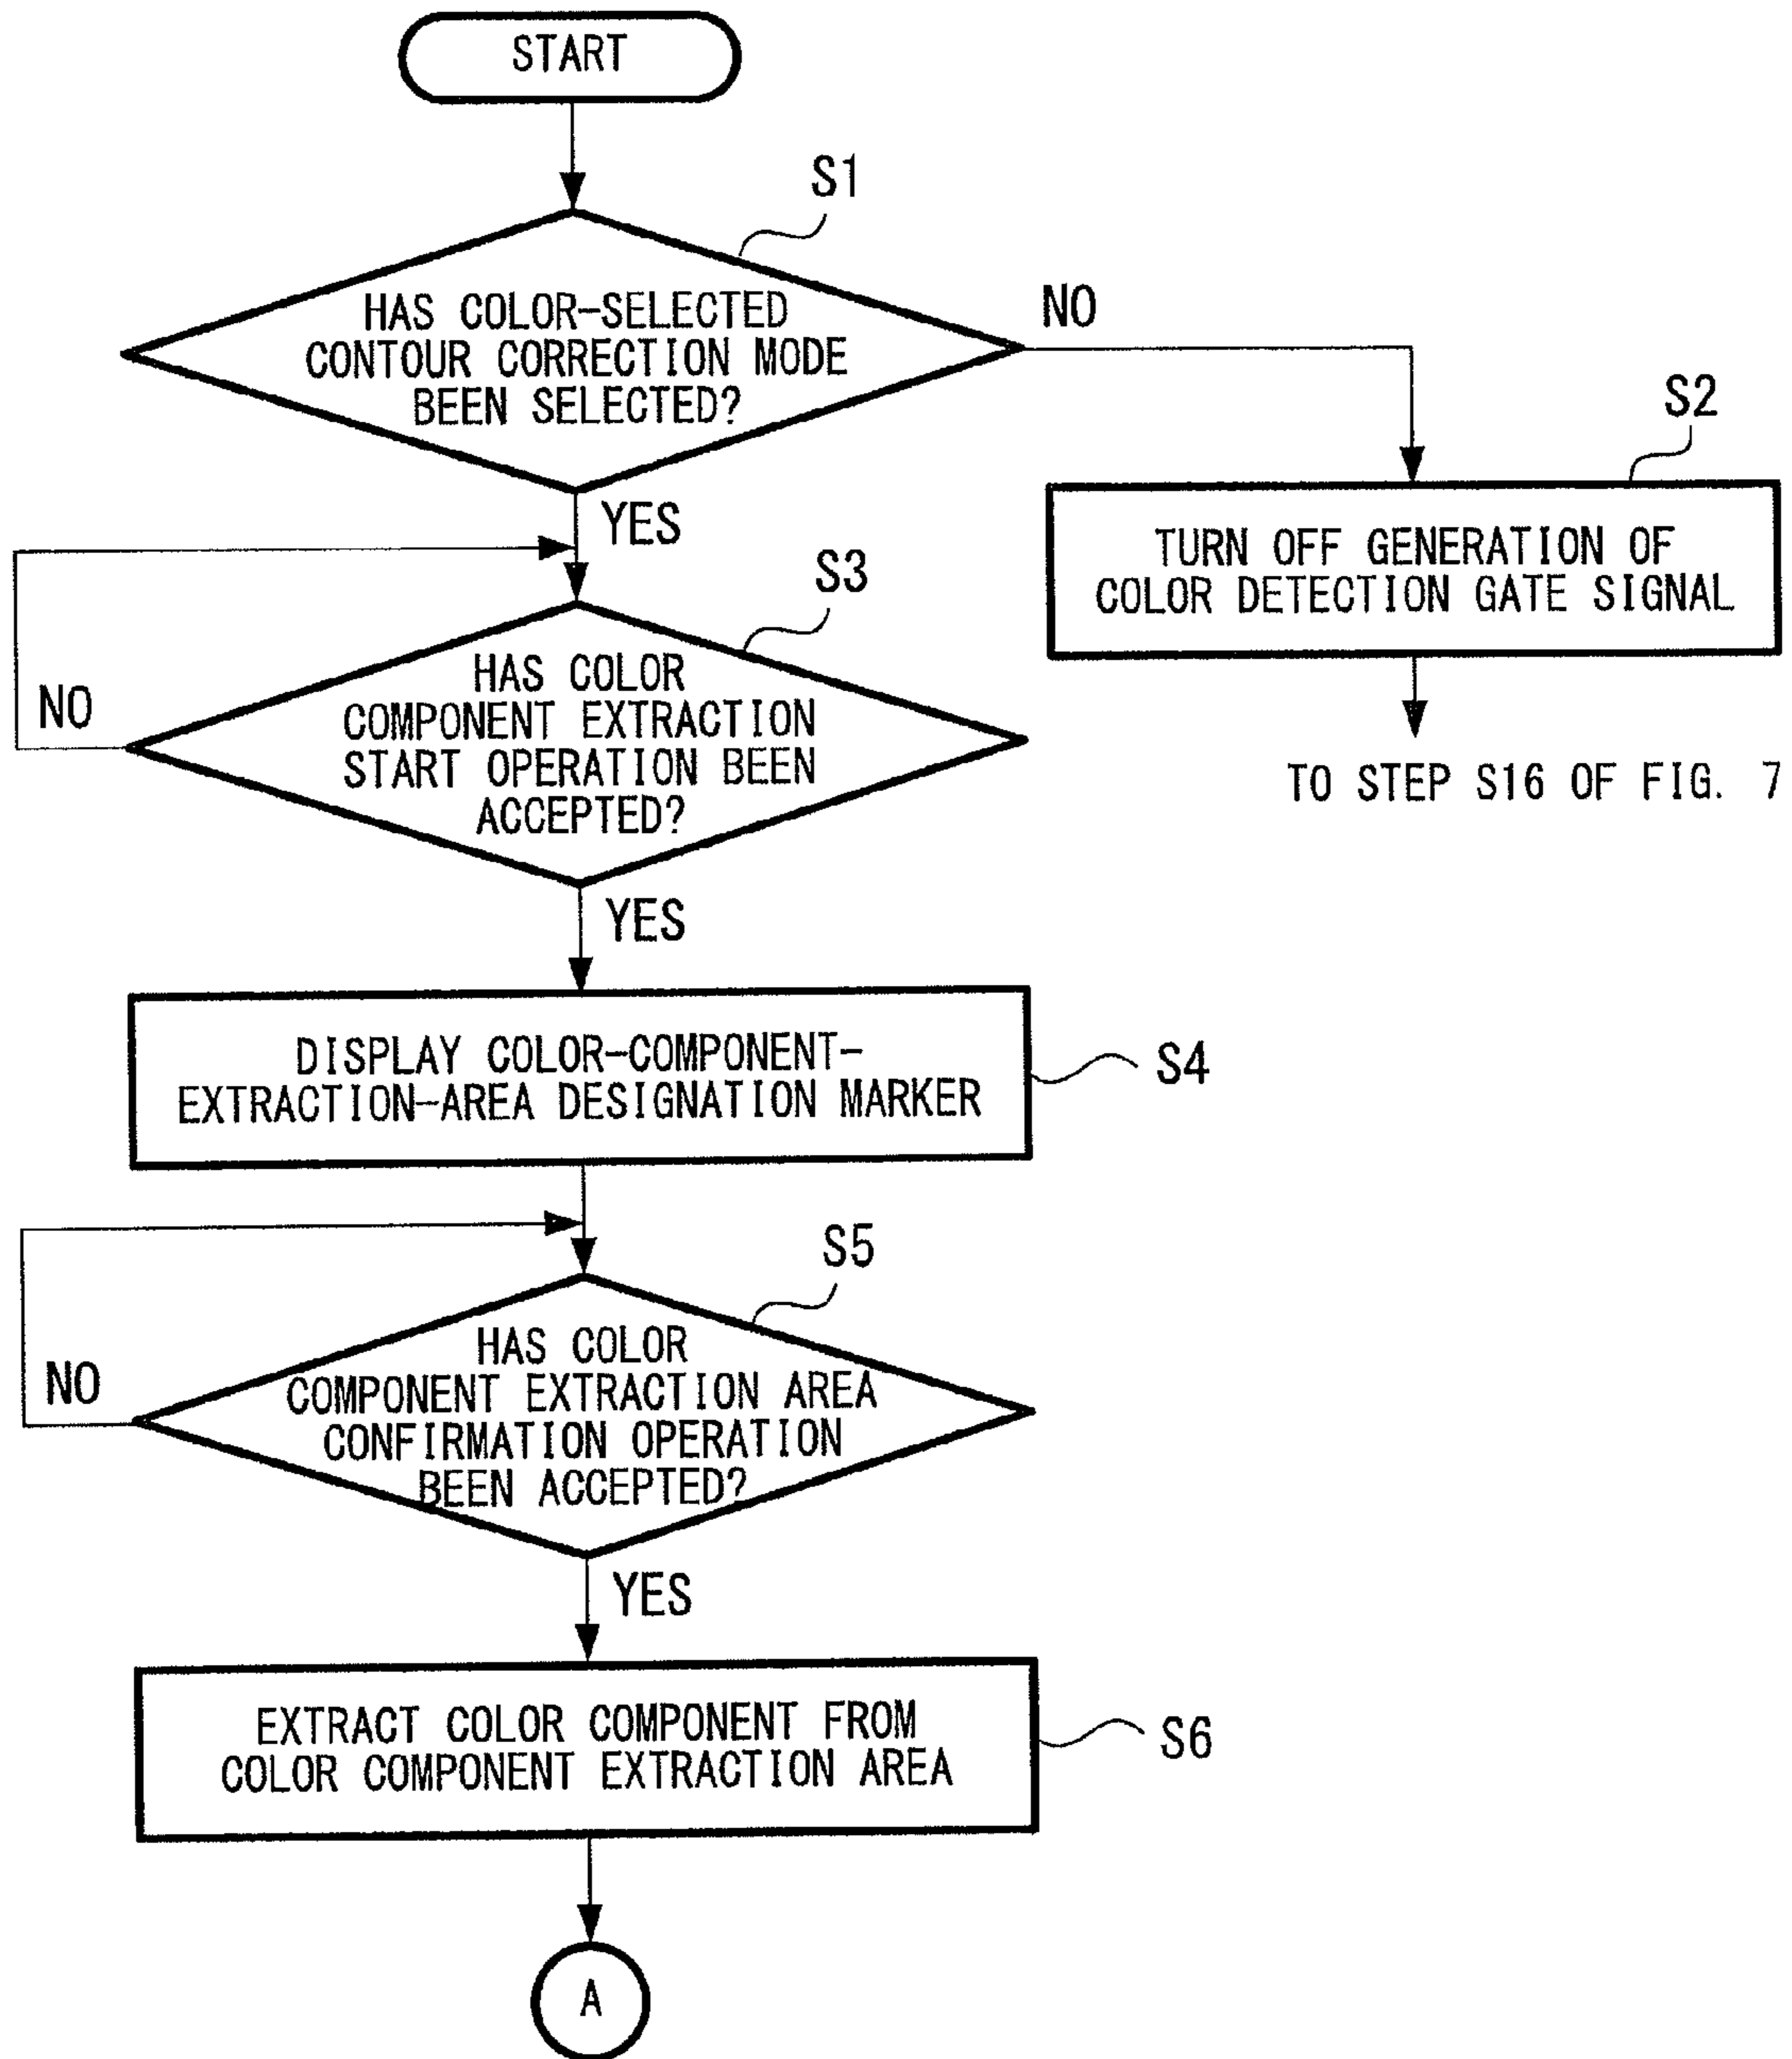 START
S1
HAS COLOR-SELECTED
CONTOUR CORRECTION MODE
BEEN SELECTED?
NO
S2
TURN OFF GENERATION OF
COLOR DETECTION GATE SIGNAL
TO STEP S16 OF FIG. 7
YES
S3
HAS COLOR
COMPONENT EXTRACTION
START OPERATION BEEN
ACCEPTED?
NO
YES
DISPLAY COLOR-COMPONENT-
EXTRACTION-AREA DESIGNATION MARKER
S4
S5
HAS COLOR
COMPONENT EXTRACTION AREA
CONFIRMATION OPERATION
BEEN ACCEPTED?
NO
YES
EXTRACT COLOR COMPONENT FROM
COLOR COMPONENT EXTRACTION AREA
S6
A